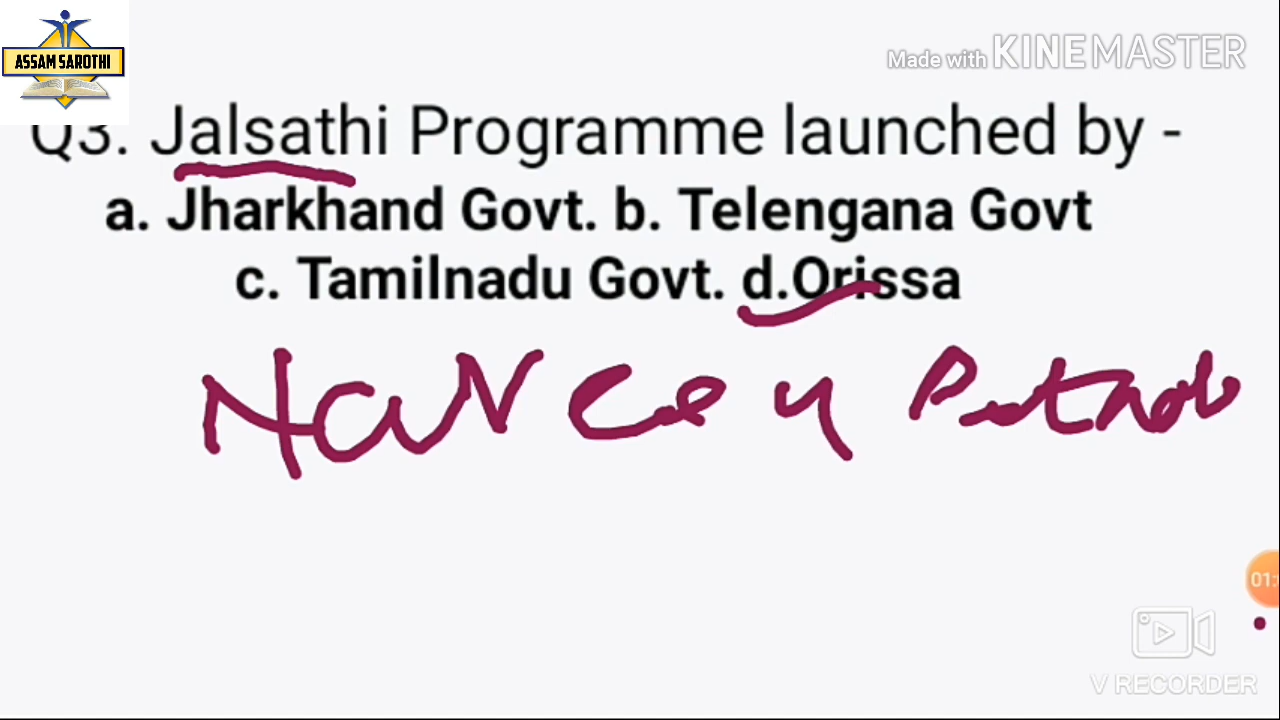 ASSAM SAROTHI
Made with KINEMASTER
Q3. Jalsathi Programme launched by -
a. Jharkhand Govt. b. Telengana Govt
c. Tamilnadu Govt. d.Orissa
V RECORDER